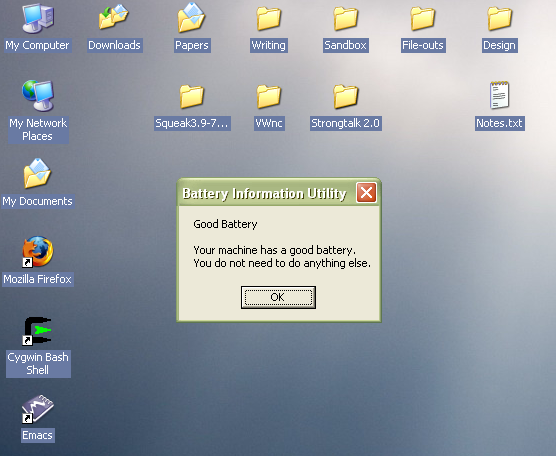 My Computer
Downloads
Papers
Writing
Sandbox
File-outs
Design
My Network
Places
Squeak3.9-7...
VWnc
Strongtalk 2.0
Notes.txt
My Documents
Battery Information Utility
Good Battery
Your machine has a good battery.
You do not need to do anything else.
OK
Mozilla Firefox
Cygwin Bash
Shell
Emacs